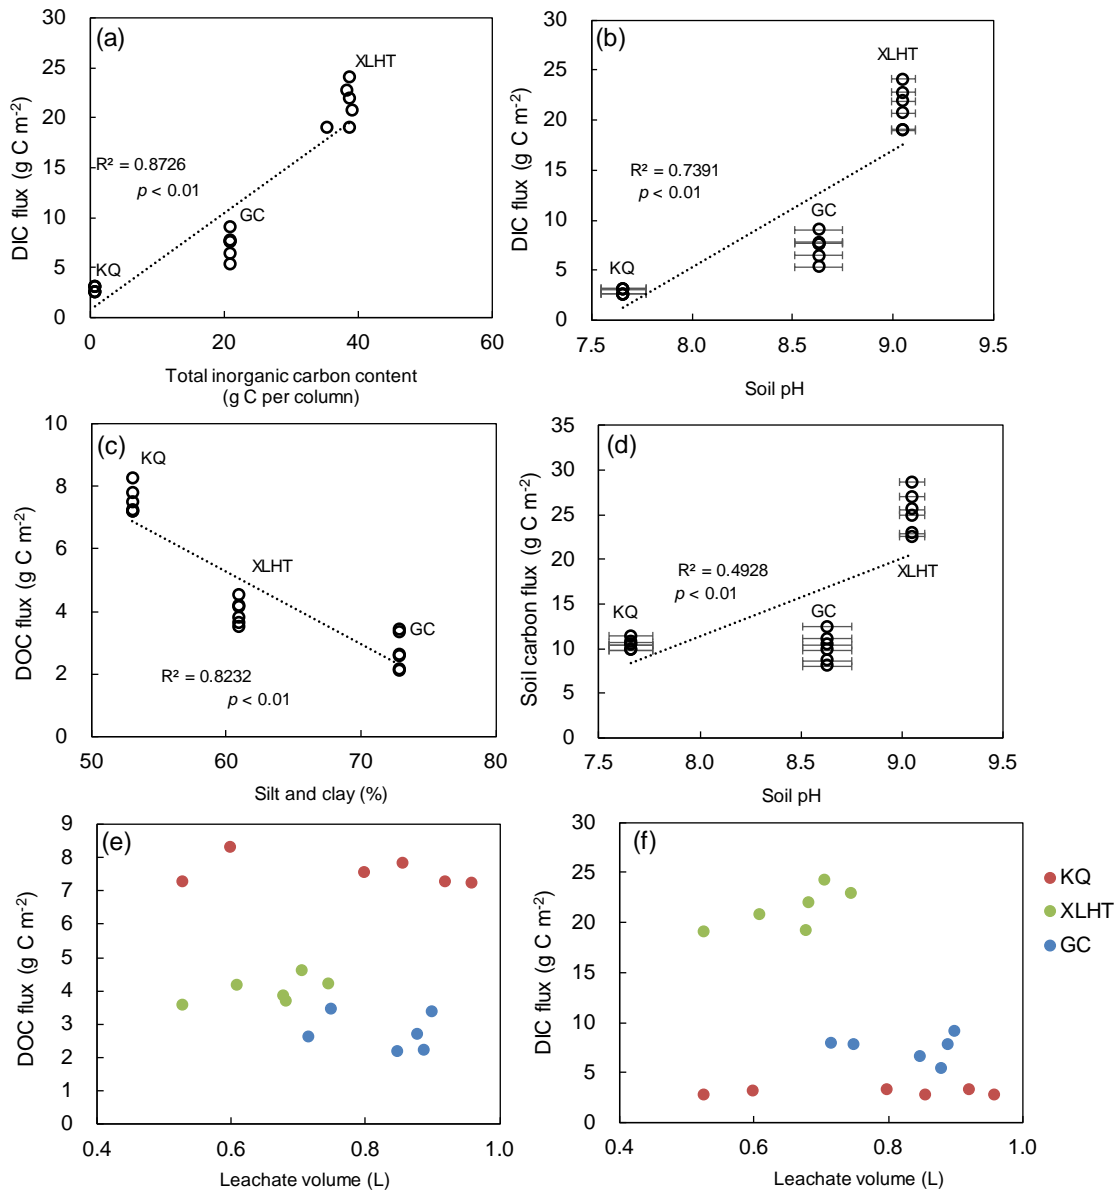 (a)
DIC flux (g C m⁻²)
30
25
20
15
10
5
0
XLHT
R² = 0.8726
p < 0.01
GC
KQ
0 20 40 60
Total inorganic carbon content
(g C per column)
(b)
DIC flux (g C m⁻²)
30
25
20
15
10
5
0
XLHT
R² = 0.7391
p < 0.01
GC
KQ
7.5 8.0 8.5 9.0 9.5
Soil pH
(c)
DOC flux (g C m⁻²)
10
8
6
4
2
0
KQ
XLHT
GC
R² = 0.8232
p < 0.01
50 60 70 80
Silt and clay (%)
(d)
Soil carbon flux (g C m⁻²)
35
30
25
20
15
10
5
0
XLHT
R² = 0.4928
p < 0.01
KQ
GC
7.5 8.0 8.5 9.0 9.5
Soil pH
(e)
DOC flux (g C m⁻²)
9
8
7
6
5
4
3
2
1
0
0.4 0.6 0.8 1.0
Leachate volume (L)
(f)
DIC flux (g C m⁻²)
30
25
20
15
10
5
0
0.4 0.6 0.8 1.0
Leachate volume (L)
KQ
XLHT
GC